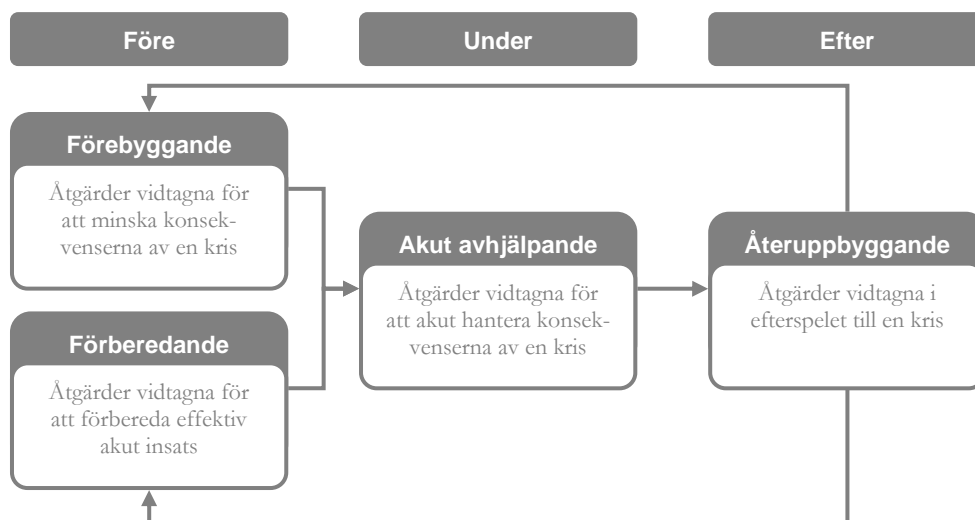 Före
Under
Efter
Förebyggande
Åtgärder vidtagna för
att minska konsek-
venserna av en kris
Förberedande
Åtgärder vidtagna för
att förbereda effektiv
akut insats
Akut avhjälpande
Åtgärder vidtagna för
att akut hantera konsek-
venserna av en kris
Återuppbyggande
Åtgärder vidtagna i
efterspelet till en kris